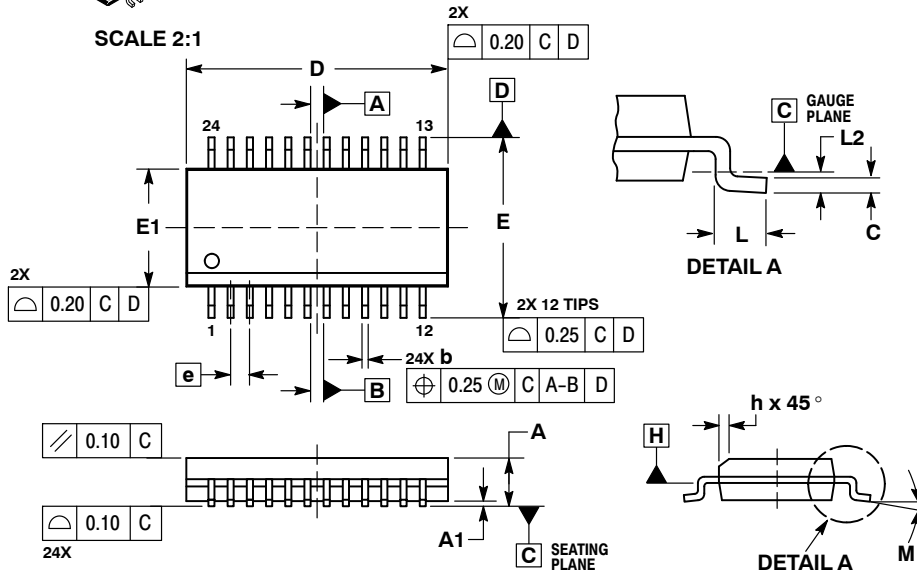 SCALE 2:1
2X
⌓ 0.20 C D
D
A
D
24
13
E1
E
2X
⌓ 0.20 C D
1
12
2X 12 TIPS
⌓ 0.25 C D
e
24X b
⌖ 0.25 Ⓜ C A-B D
B
C GAUGE
PLANE
L2
L
C
DETAIL A
⫽ 0.10 C
A
⌓ 0.10 C
24X
A1
C SEATING
PLANE
h x 45°
H
M
DETAIL A